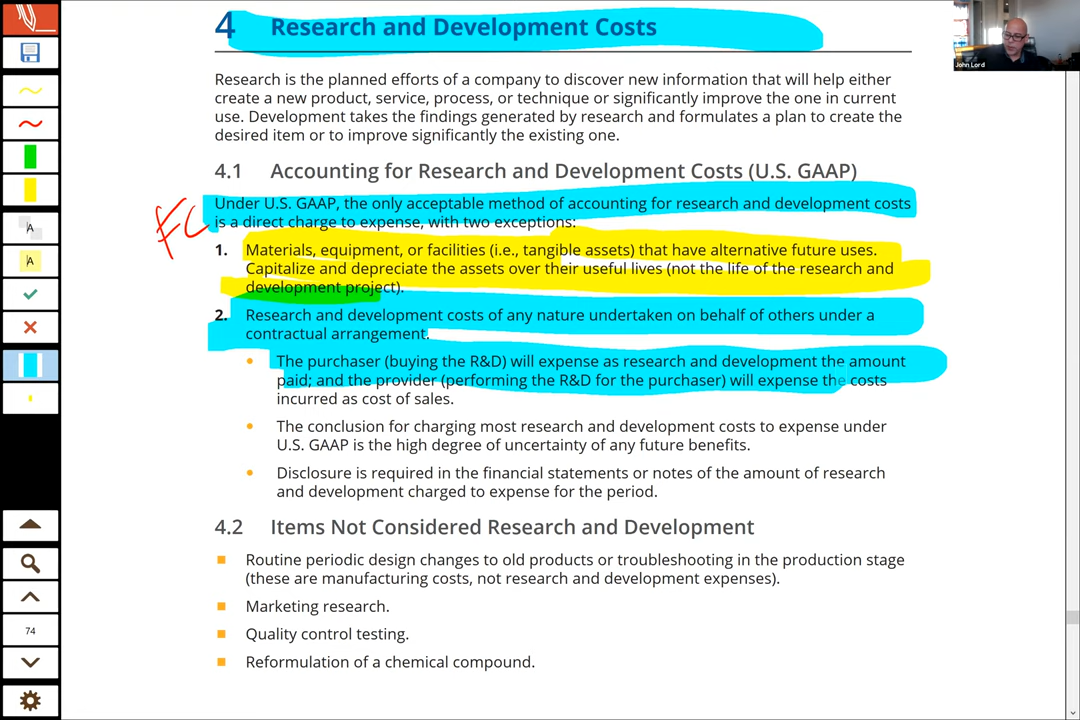 4 Research and Development Costs
John Lord
Research is the planned efforts of a company to discover new information that will help either
create a new product, service, process, or technique or significantly improve the one in current
use. Development takes the findings generated by research and formulates a plan to create the
desired item or to improve significantly the existing one.
4.1 Accounting for Research and Development Costs (U.S. GAAP)
FC
Under U.S. GAAP, the only acceptable method of accounting for research and development costs
is a direct charge to expense, with two exceptions:
1. Materials, equipment, or facilities (i.e., tangible assets) that have alternative future uses.
Capitalize and depreciate the assets over their useful lives (not the life of the research and
development project).
2. Research and development costs of any nature undertaken on behalf of others under a
contractual arrangement.
• The purchaser (buying the R&D) will expense as research and development the amount
paid; and the provider (performing the R&D for the purchaser) will expense the costs
incurred as cost of sales.
• The conclusion for charging most research and development costs to expense under
U.S. GAAP is the high degree of uncertainty of any future benefits.
• Disclosure is required in the financial statements or notes of the amount of research
and development charged to expense for the period.
4.2 Items Not Considered Research and Development
■ Routine periodic design changes to old products or troubleshooting in the production stage
(these are manufacturing costs, not research and development expenses).
■ Marketing research.
■ Quality control testing.
■ Reformulation of a chemical compound.
A
A
74